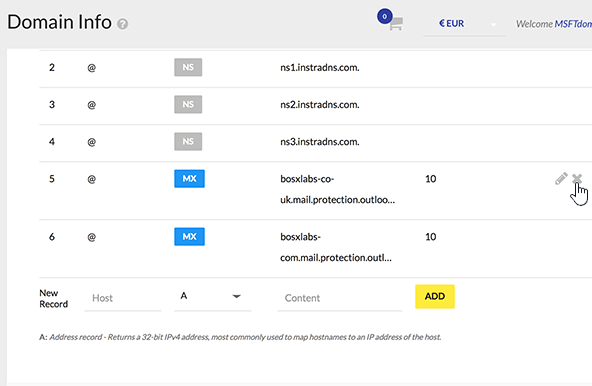 Domain Info ?
0
€ EUR
Welcome MSFTdom
2 @ NS ns1.instradns.com.
3 @ NS ns2.instradns.com.
4 @ NS ns3.instradns.com.
5 @ MX bosxlabs-co- 10
uk.mail.protection.outloo...
6 @ MX bosxlabs- 10
com.mail.protection.outl...
New
Record Host A Content ADD
A: Address record - Returns a 32-bit IPv4 address, most commonly used to map hostnames to an IP address of the host.